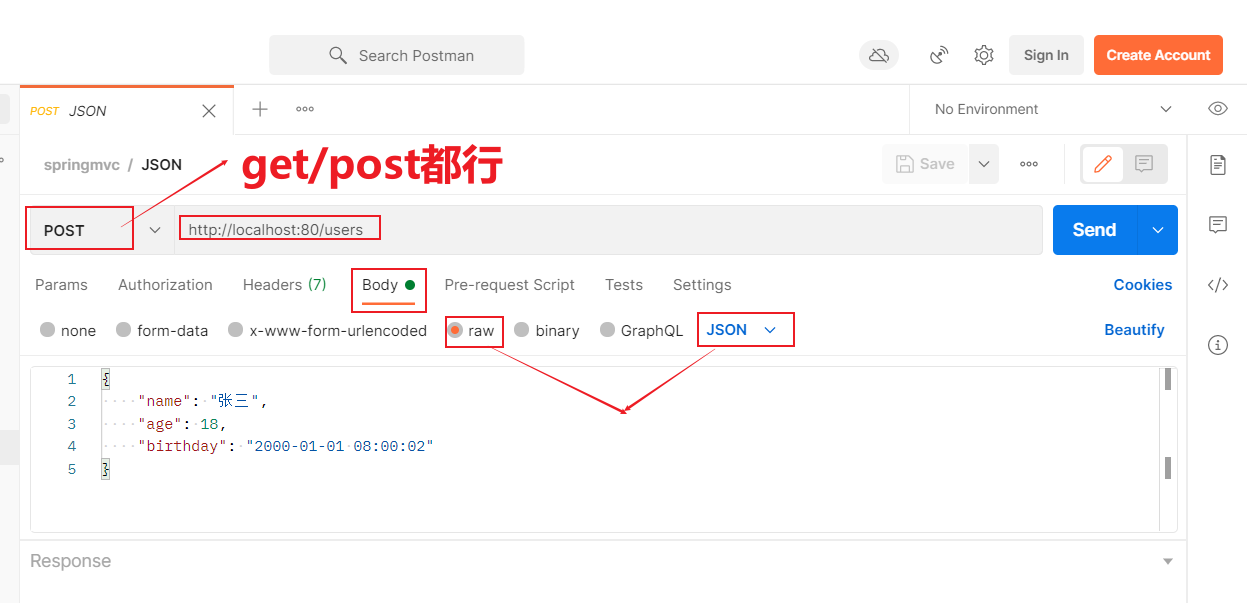 Search Postman
Sign In
Create Account
POST JSON
No Environment
springmvc / JSON
get/post都行
Save
POST
http://localhost:80/users
Send
Params Authorization Headers (7) Body Pre-request Script Tests Settings Cookies
none form-data x-www-form-urlencoded raw binary GraphQL JSON Beautify
1 {
2 "name": "张三",
3 "age": 18,
4 "birthday": "2000-01-01 08:00:02"
5 }
Response